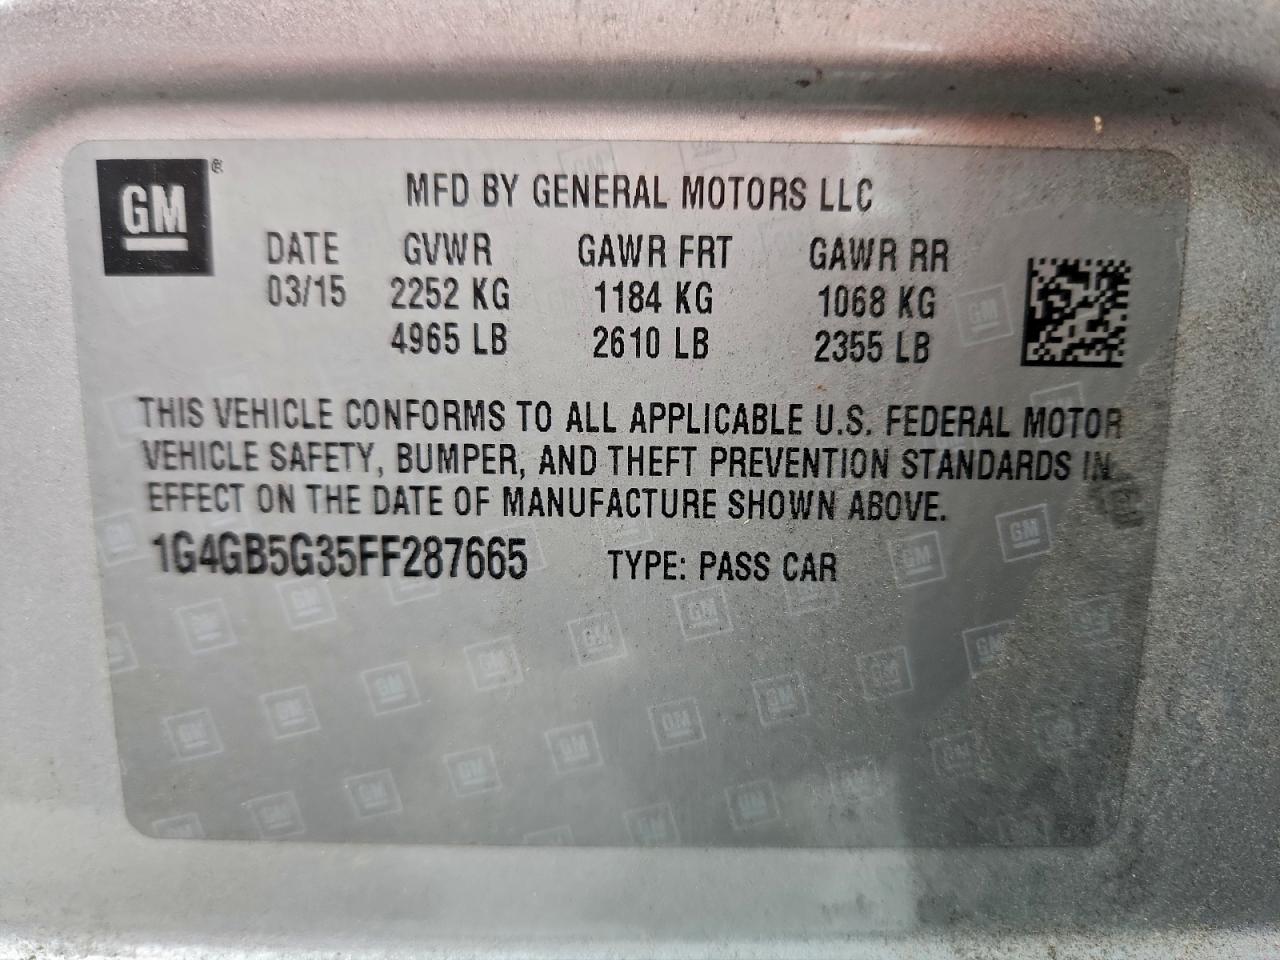 GM ®
MFD BY GENERAL MOTORS LLC
DATE GVWR GAWR FRT GAWR RR
03/15 2252 KG 1184 KG 1068 KG
4965 LB 2610 LB 2355 LB
THIS VEHICLE CONFORMS TO ALL APPLICABLE U.S. FEDERAL MOTOR
VEHICLE SAFETY, BUMPER, AND THEFT PREVENTION STANDARDS IN
EFFECT ON THE DATE OF MANUFACTURE SHOWN ABOVE.
1G4GB5G35FF287665 TYPE: PASS CAR